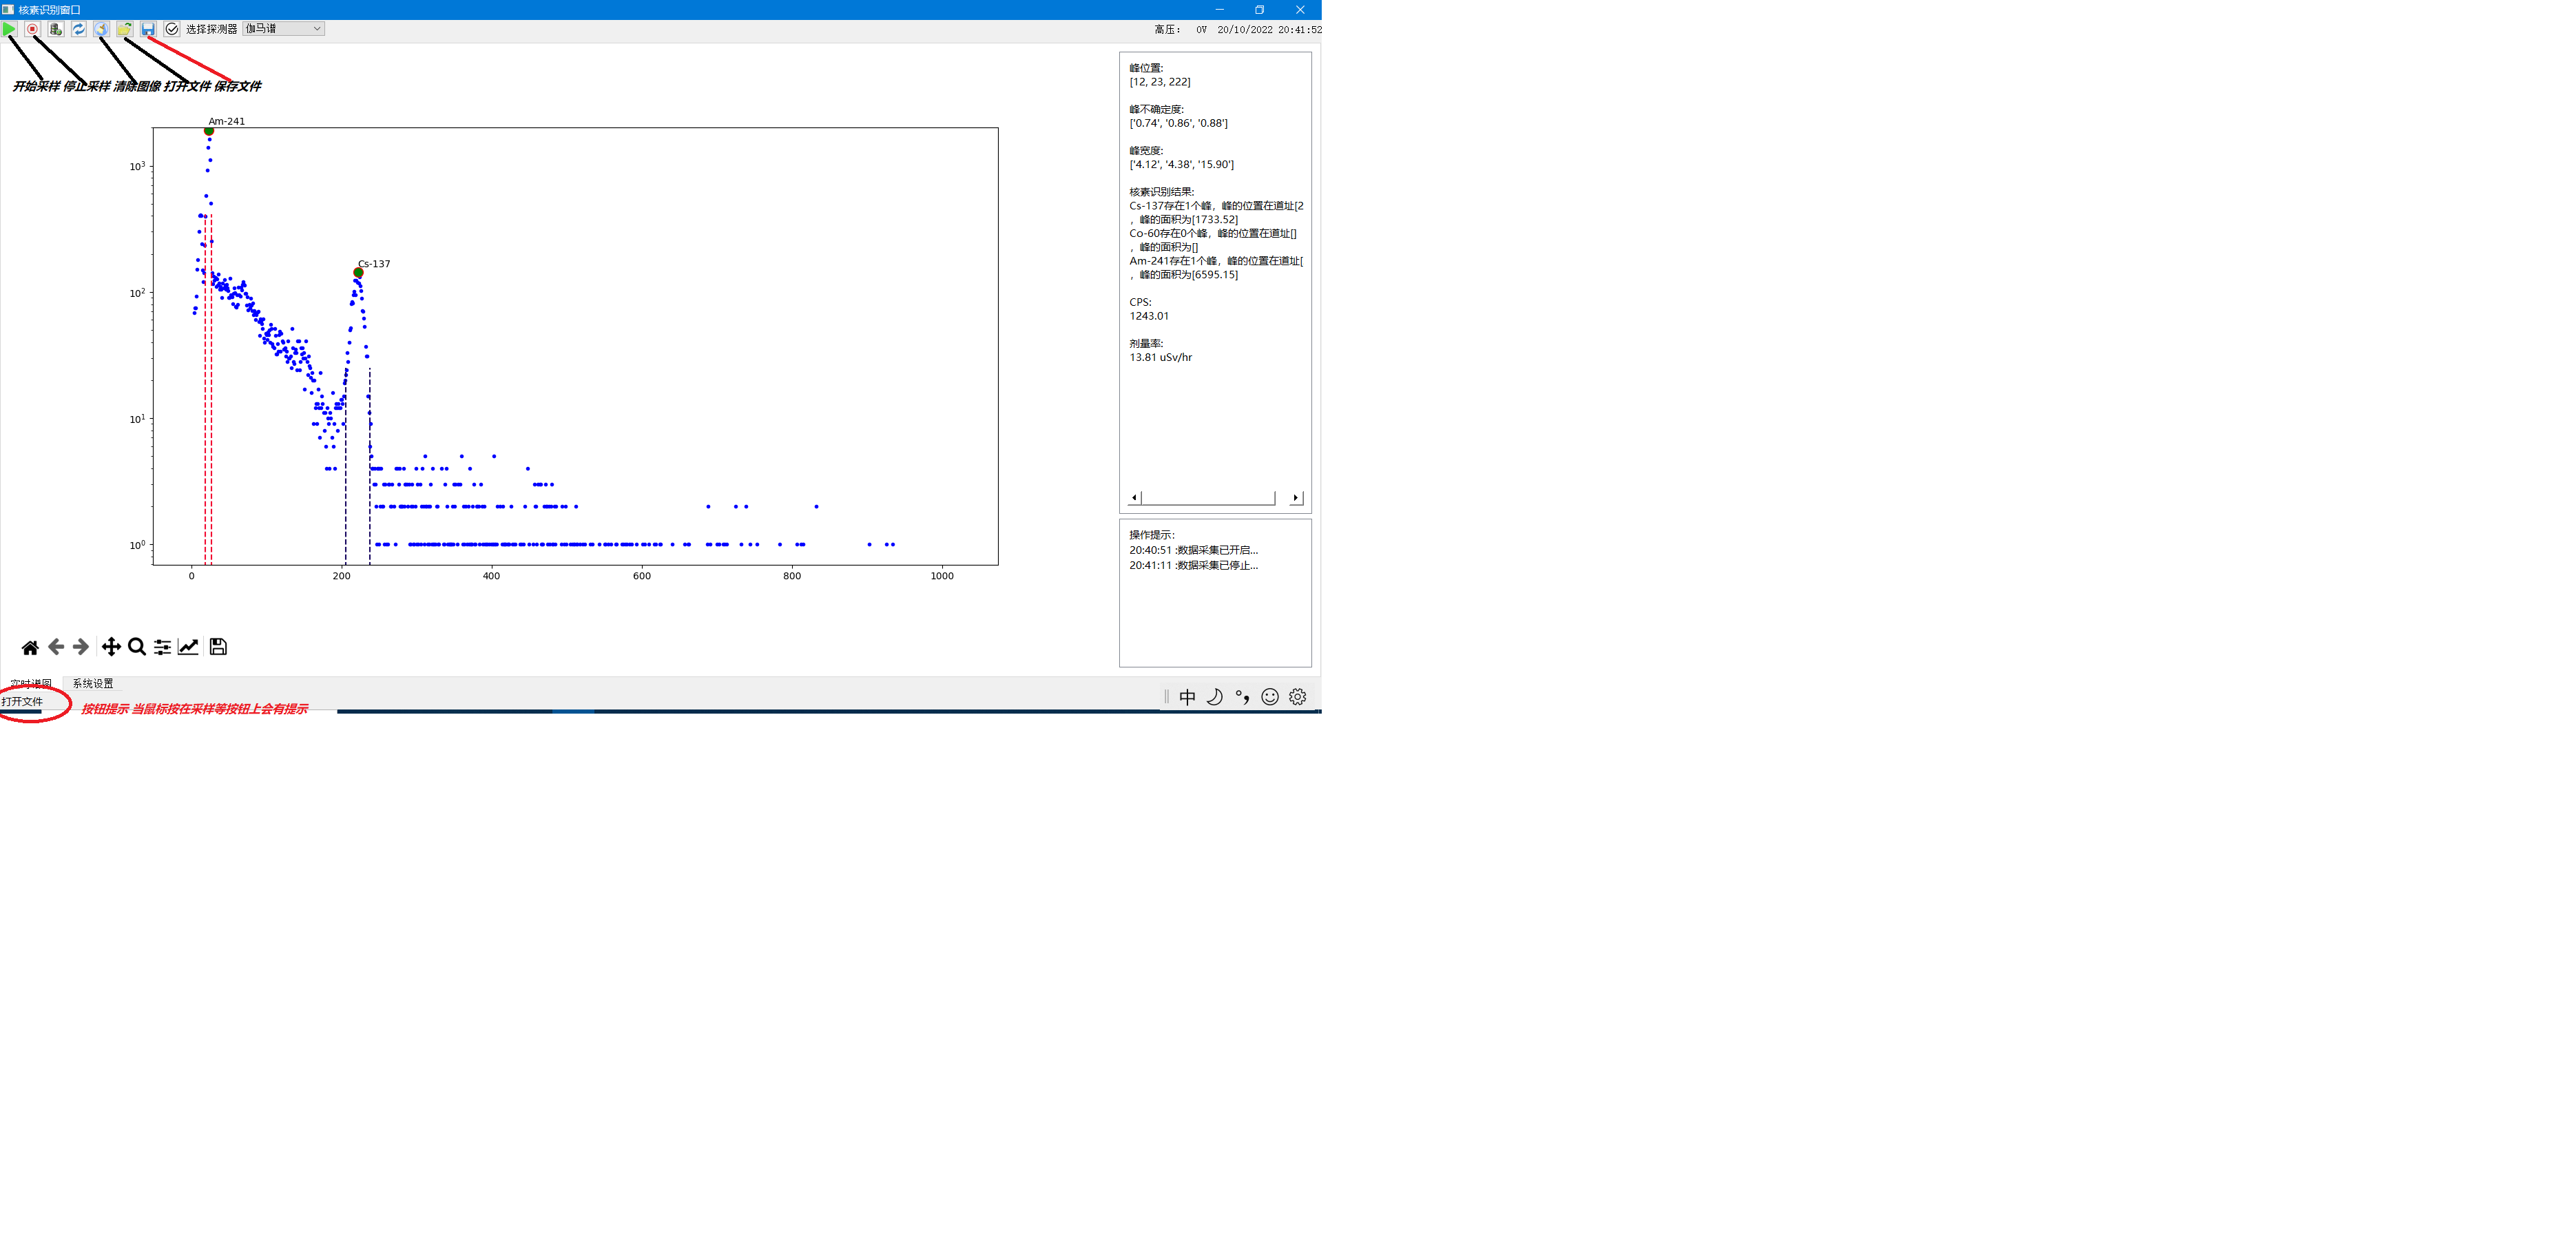 核素识别窗口
选择探测器 伽马谱
高压: 0V 20/10/2022 20:41:52
开始采样 停止采样 清除图像 打开文件 保存文件
Am-241
Cs-137
10³
10²
10¹
10⁰
0 200 400 600 800 1000
峰位置:
[12, 23, 222]
峰不确定度:
['0.74', '0.86', '0.88']
峰宽度:
['4.12', '4.38', '15.90']
核素识别结果:
Cs-137存在1个峰，峰的位置在道址[2
，峰的面积为[1733.52]
Co-60存在0个峰，峰的位置在道址[]
，峰的面积为[]
Am-241存在1个峰，峰的位置在道址[
，峰的面积为[6595.15]
CPS:
1243.01
剂量率:
13.81 uSv/hr
操作提示:
20:40:51 :数据采集已开启...
20:41:11 :数据采集已停止...
实时谱图 系统设置
打开文件
按钮提示 当鼠标按在采样等按钮上会有提示
中